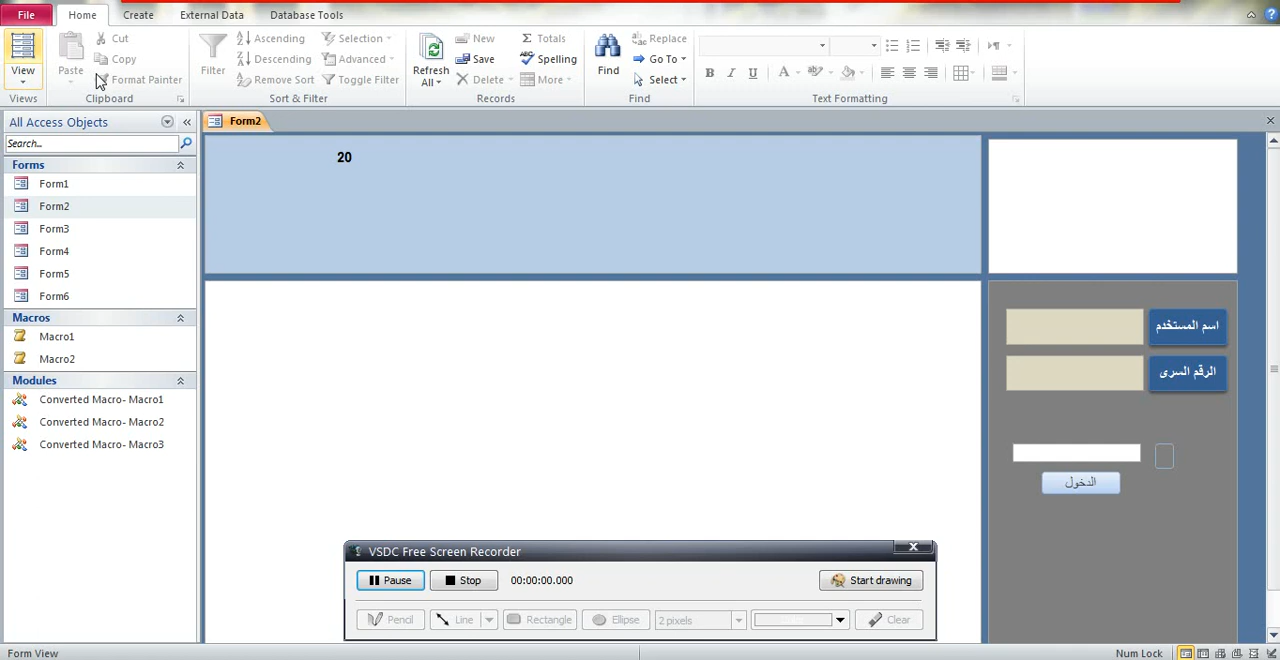 File Home Create External Data Database Tools
View
Views
Paste
Cut
Copy
Format Painter
Clipboard
Filter
Ascending
Descending
Remove Sort
Selection
Advanced
Toggle Filter
Sort & Filter
Refresh
All
New
Save
Delete
Totals
Spelling
More
Records
Find
Replace
Go To
Select
Find
B I U A ab
Text Formatting
All Access Objects
Search...
Forms
Form1
Form2
Form3
Form4
Form5
Form6
Macros
Macro1
Macro2
Modules
Converted Macro- Macro1
Converted Macro- Macro2
Converted Macro- Macro3
Form2
20
اسم المستخدم
الرقم السرى
الدخول
VSDC Free Screen Recorder
Pause Stop 00:00:00.000 Start drawing
Pencil Line Rectangle Ellipse 2 pixels Clear
Form View Num Lock